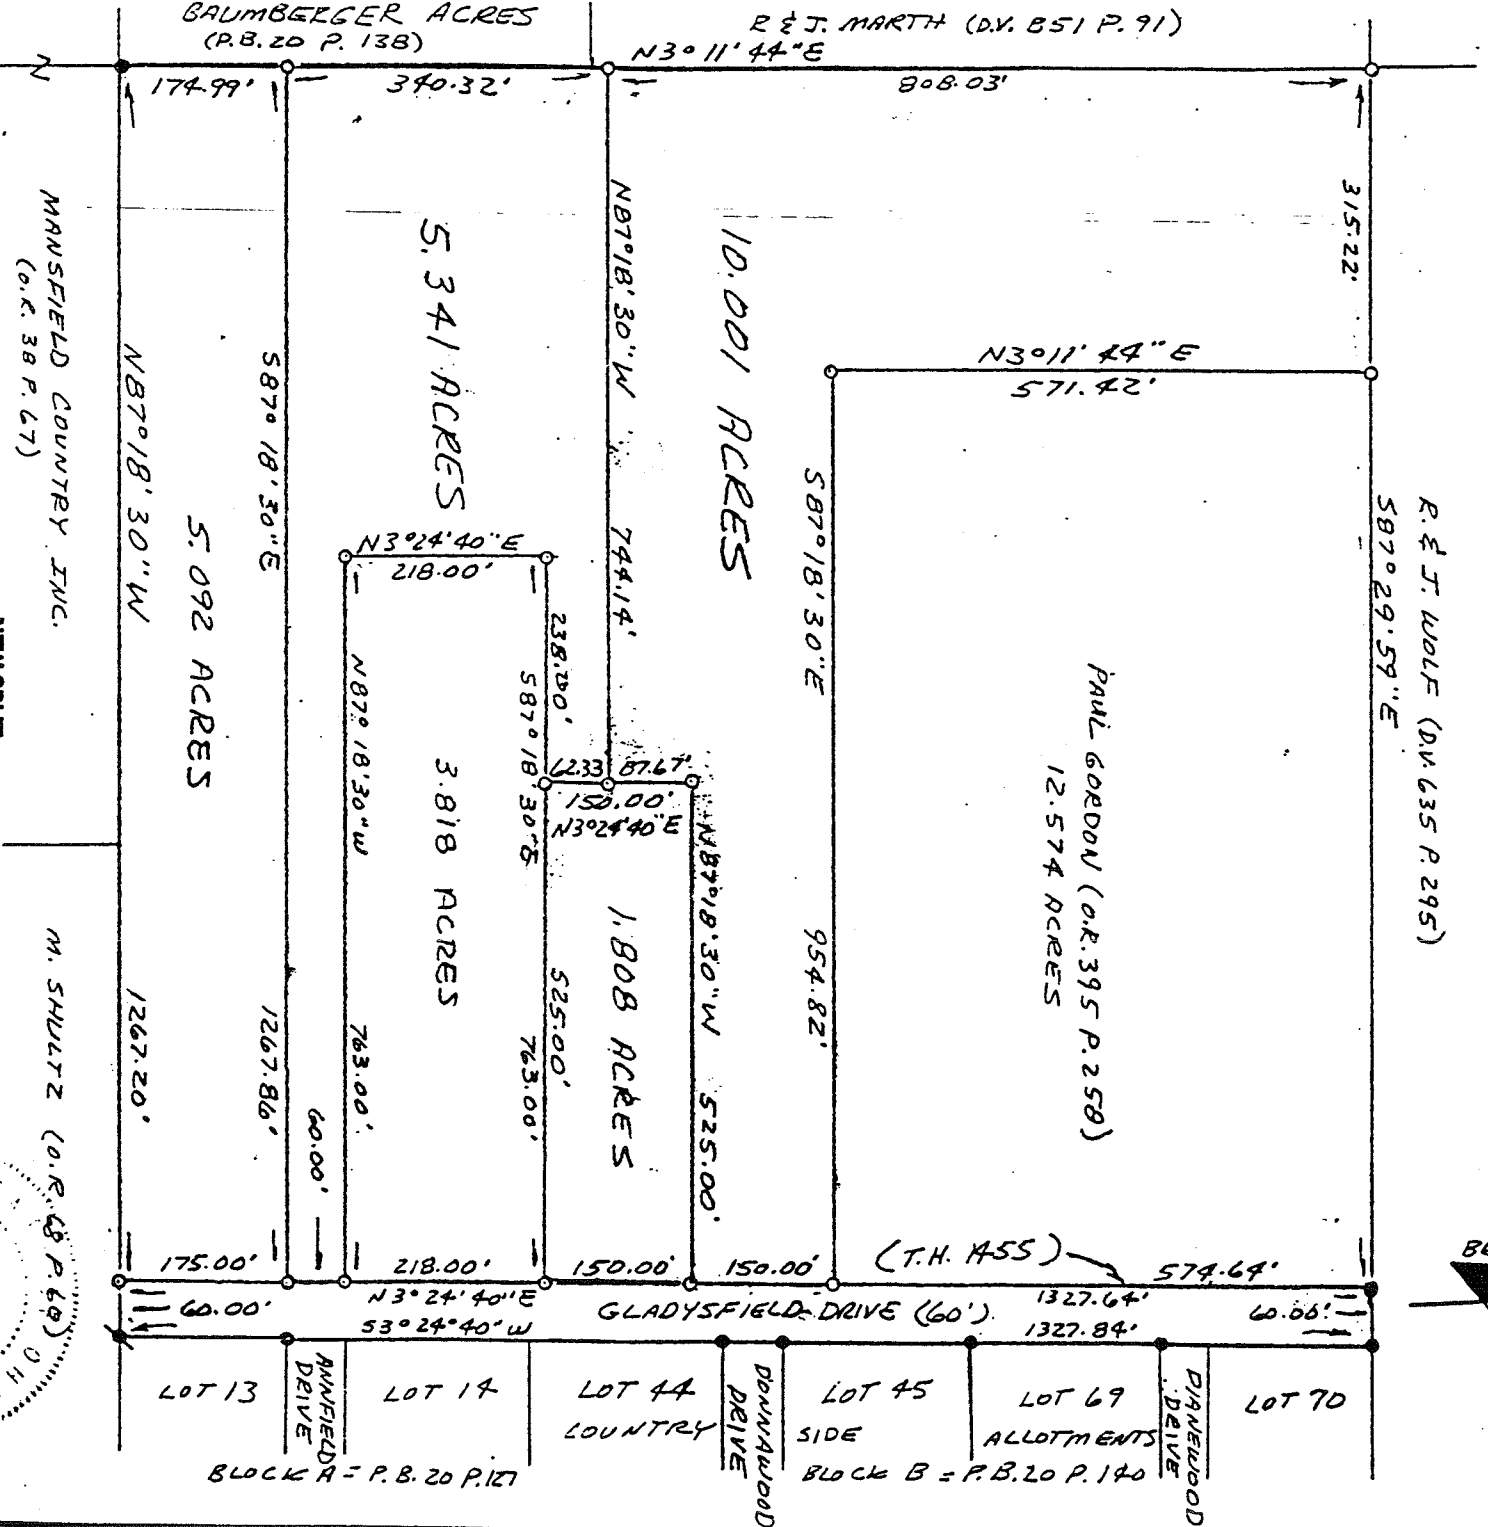 BAUMBERGER ACRES
(P.B. 20 P. 138)
R & J. MARTH (D.V. 851 P. 91)
N3°11'44"E
174.99'
340.32'
808.03'
315.22'
MANSFIELD COUNTRY INC.
(O.R. 38 P. 67)
N87°18'30"W
1267.20'
5.092 ACRES
S87°18'30"E
1267.86'
5.341 ACRES
N87°18'30"W 744.14'
10.001 ACRES
N3°11'44"E
571.42'
S87°18'30"E
954.82'
S87°29'59"E
R. & J. WOLF (D.V. 635 P. 295)
PAUL GORDON (O.R. 395 P. 258)
12.574 ACRES
N3°24'40"E
218.00'
N87°18'30"W
763.00'
3.818 ACRES
238.00'
S87°18'30"E
763.00'
525.00'
62.33
87.67'
150.00'
N3°24'40"E
1.808 ACRES
N87°18'30"W 525.00'
M. SHULTZ (O.R. 68 P. 60)
60.00'
175.00'
218.00'
150.00'
150.00'
(T.H. 1455)
574.64'
60.00'
N3°24'40"E
GLADYSFIELD DRIVE (60')
1327.64'
60.00'
S3°24'40"W
1327.84'
LOT 13
ANNFIELD DRIVE
LOT 14
LOT 44
DONNAWOOD DRIVE
LOT 45
LOT 69
DIANEWOOD DRIVE
LOT 70
COUNTRY SIDE ALLOTMENTS
BLOCK A = P.B. 20 P. 127
BLOCK B = P.B. 20 P. 140
OH